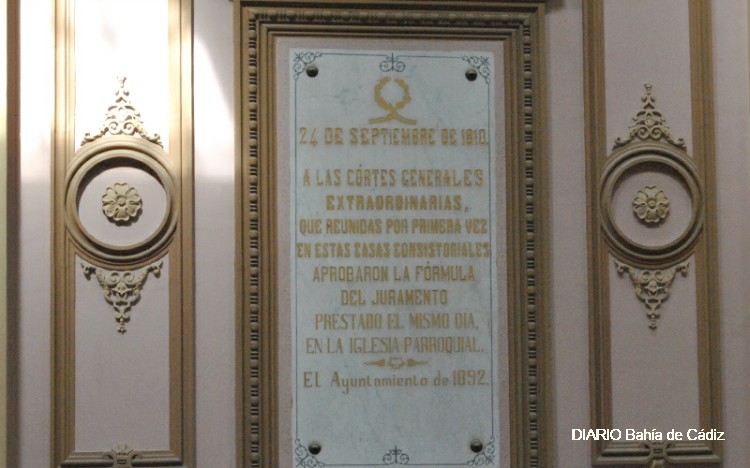 24 DE SEPTIEMBRE DE 1810.
A LAS CÓRTES GENERALES
EXTRAORDINARIAS,
QUE REUNIDAS POR PRIMERA VEZ
EN ESTAS CASAS CONSISTORIALES
APROBARON LA FÓRMULA
DEL JURAMENTO
PRESTADO EL MISMO DIA,
EN LA IGLESIA PARROQUIAL.
El Ayuntamiento de 1892.
DIARIO Bahía de Cádiz